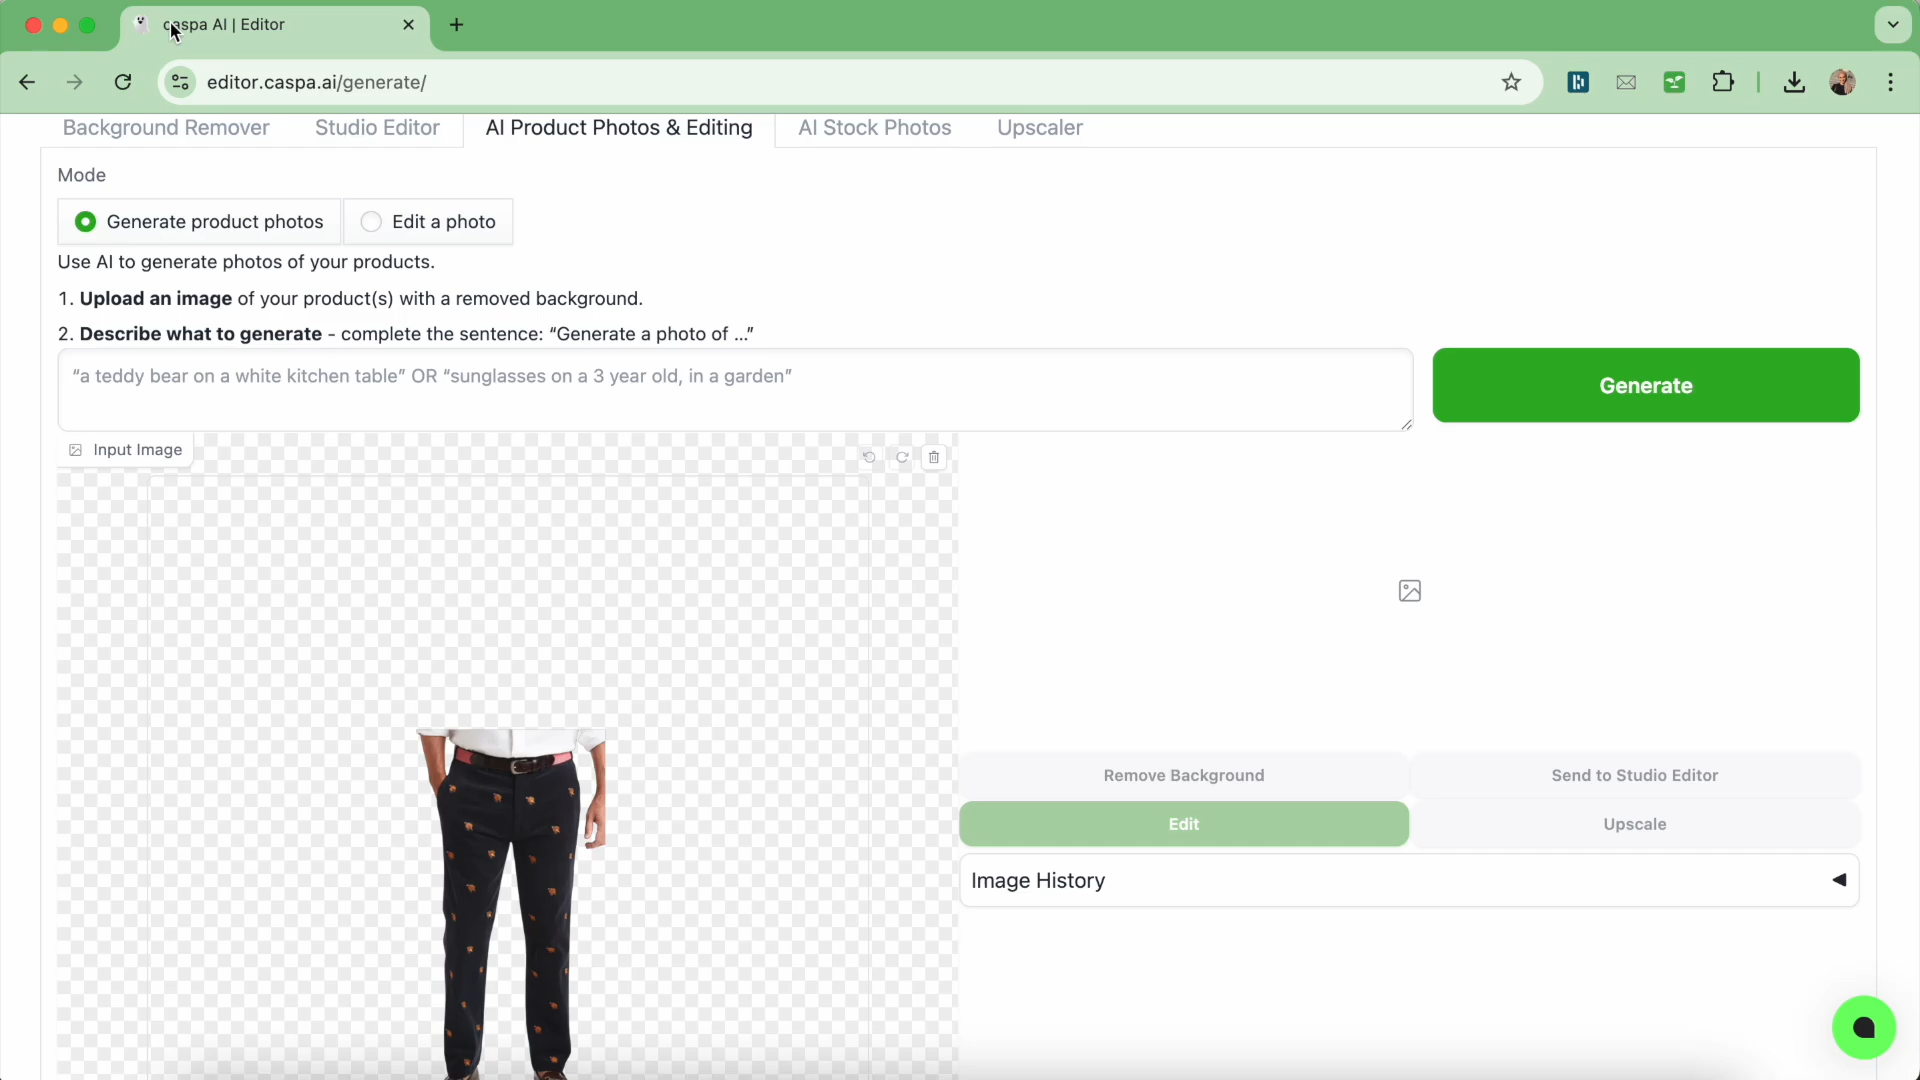 caspa AI | Editor
editor.caspa.ai/generate/
Background Remover
Studio Editor
AI Product Photos & Editing
AI Stock Photos
Upscaler
Mode
Generate product photos
Edit a photo
Use AI to generate photos of your products.
1. Upload an image of your product(s) with a removed background.
2. Describe what to generate - complete the sentence: “Generate a photo of ...”
“a teddy bear on a white kitchen table” OR “sunglasses on a 3 year old, in a garden”
Generate
Input Image
Remove Background
Send to Studio Editor
Edit
Upscale
Image History